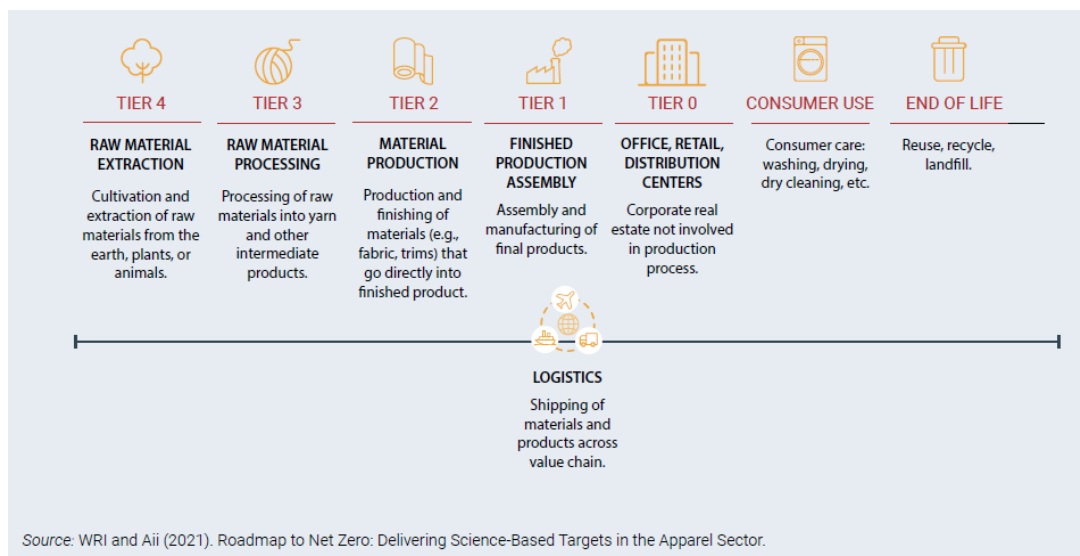 TIER 4
RAW MATERIAL
EXTRACTION
Cultivation and
extraction of raw
materials from the
earth, plants, or
animals.
TIER 3
RAW MATERIAL
PROCESSING
Processing of raw
materials into yarn
and other
intermediate
products.
TIER 2
MATERIAL
PRODUCTION
Production and
finishing of
materials (e.g.,
fabric, trims) that
go directly into
finished product.
TIER 1
FINISHED
PRODUCTION
ASSEMBLY
Assembly and
manufacturing of
final products.
TIER 0
OFFICE, RETAIL,
DISTRIBUTION
CENTERS
Corporate real
estate not involved
in production
process.
CONSUMER USE
Consumer care:
washing, drying,
dry cleaning, etc.
END OF LIFE
Reuse, recycle,
landfill.
LOGISTICS
Shipping of
materials and
products across
value chain.
Source: WRI and Aii (2021). Roadmap to Net Zero: Delivering Science-Based Targets in the Apparel Sector.